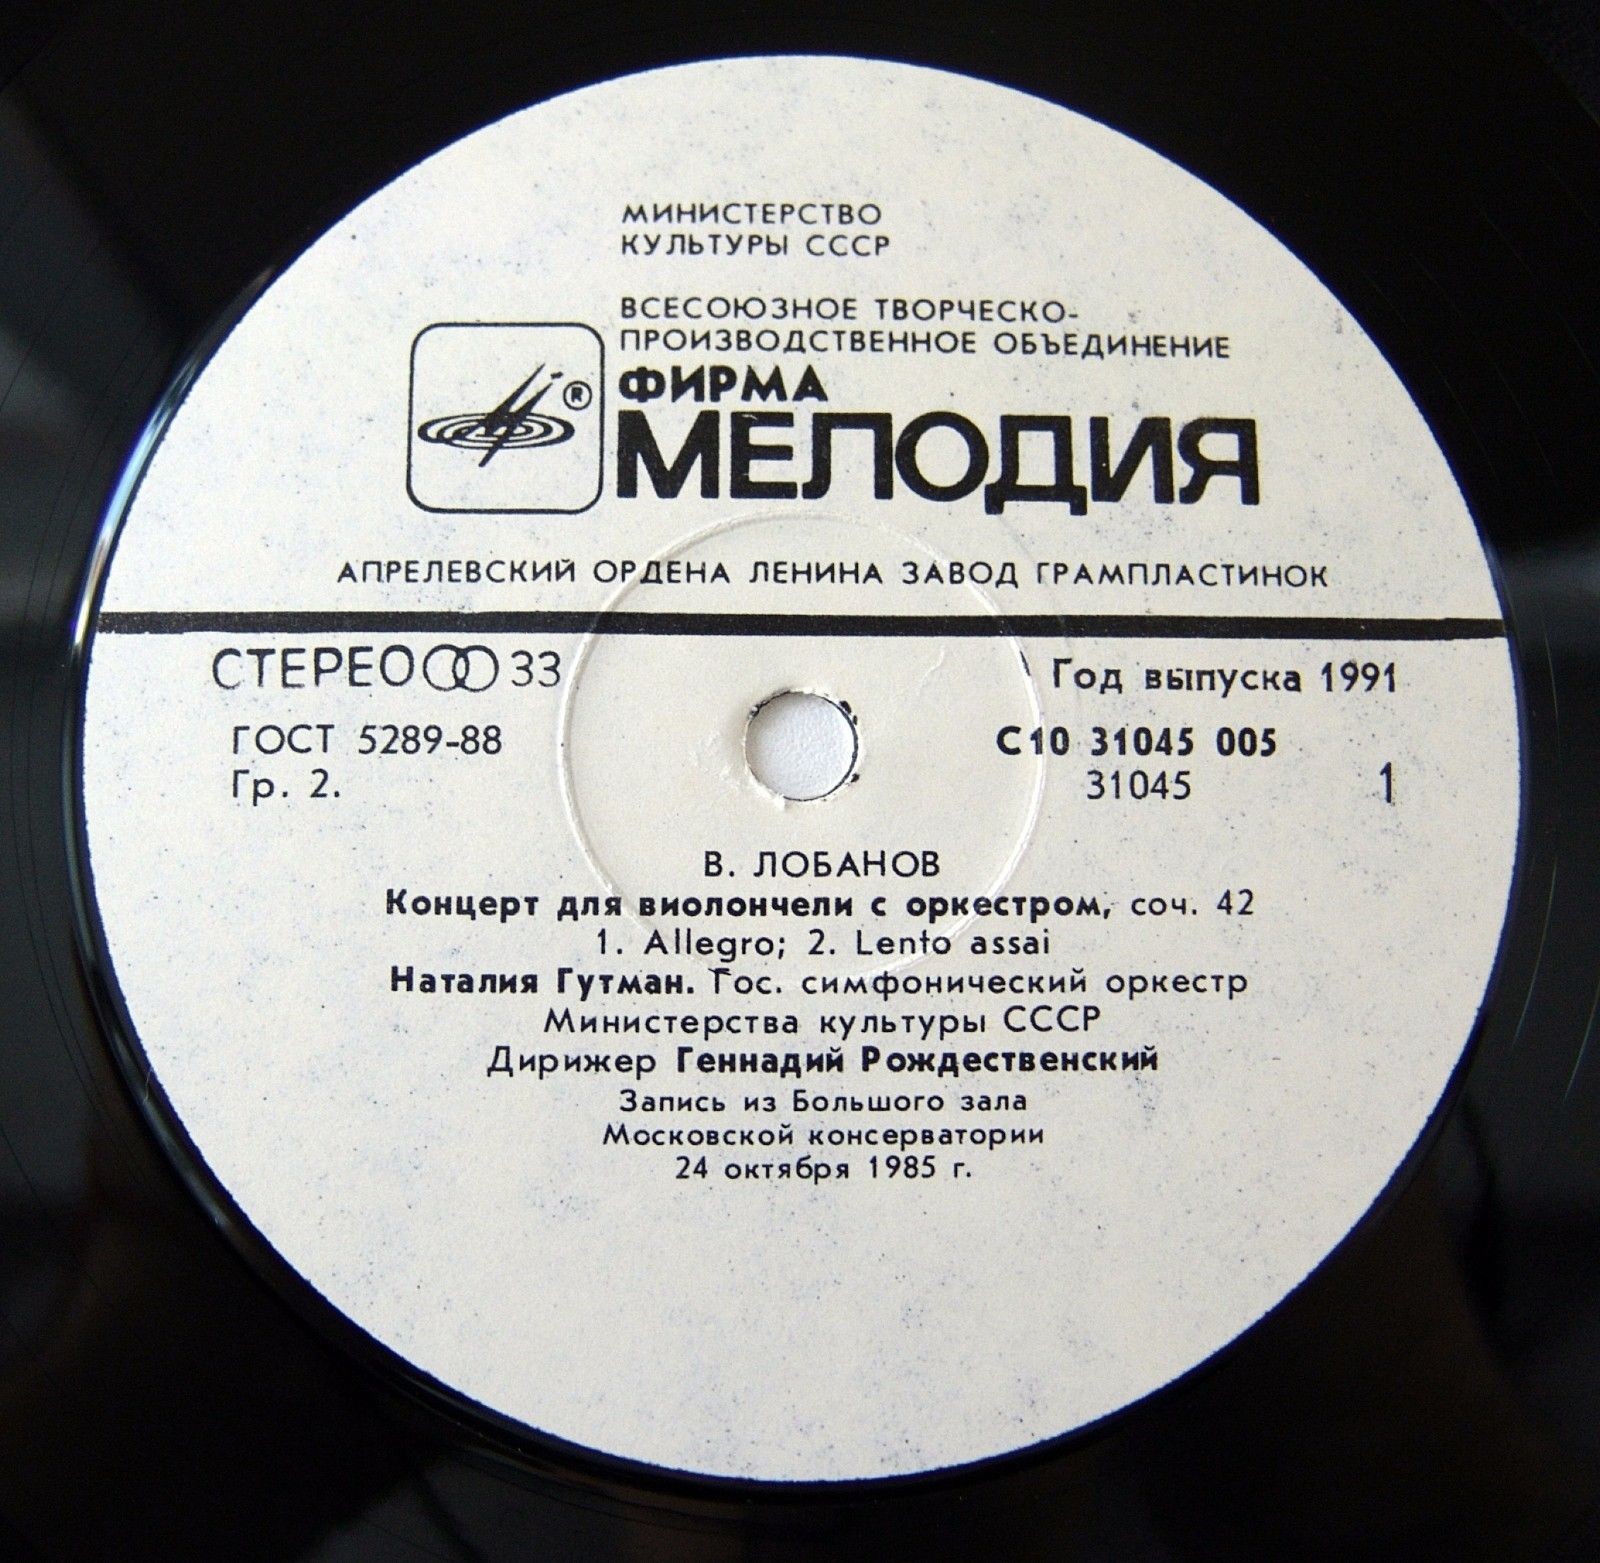 МИНИСТЕРСТВО
КУЛЬТУРЫ СССР
ВСЕСОЮЗНОЕ ТВОРЧЕСКО-
ПРОИЗВОДСТВЕННОЕ ОБЪЕДИНЕНИЕ
ФИРМА
®
МЕЛОДИЯ
АПРЕЛЕВСКИЙ ОРДЕНА ЛЕНИНА ЗАВОД ГРАМПЛАСТИНОК
СТЕРЕО 33
Год выпуска 1991
ГОСТ 5289-88
С10 31045 005
Гр. 2.
31045
1
В. ЛОБАНОВ
Концерт для виолончели с оркестром, соч. 42
1. Allegro; 2. Lento assai
Наталия Гутман. Гос. симфонический оркестр
Министерства культуры СССР
Дирижер Геннадий Рождественский
Запись из Большого зала
Московской консерватории
24 октября 1985 г.